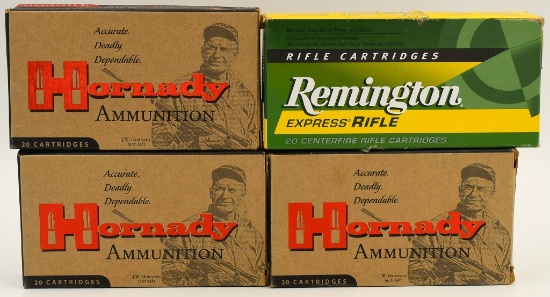 Accurate.
Deadly.
Dependable.
Hornady
AMMUNITION
20 CARTRIDGES
RIFLE CARTRIDGES
Remington
EXPRESS RIFLE
20 CENTERFIRE RIFLE CARTRIDGES
Accurate.
Deadly.
Dependable.
Hornady
AMMUNITION
20 CARTRIDGES
Accurate.
Deadly.
Dependable.
Hornady
AMMUNITION
20 CARTRIDGES